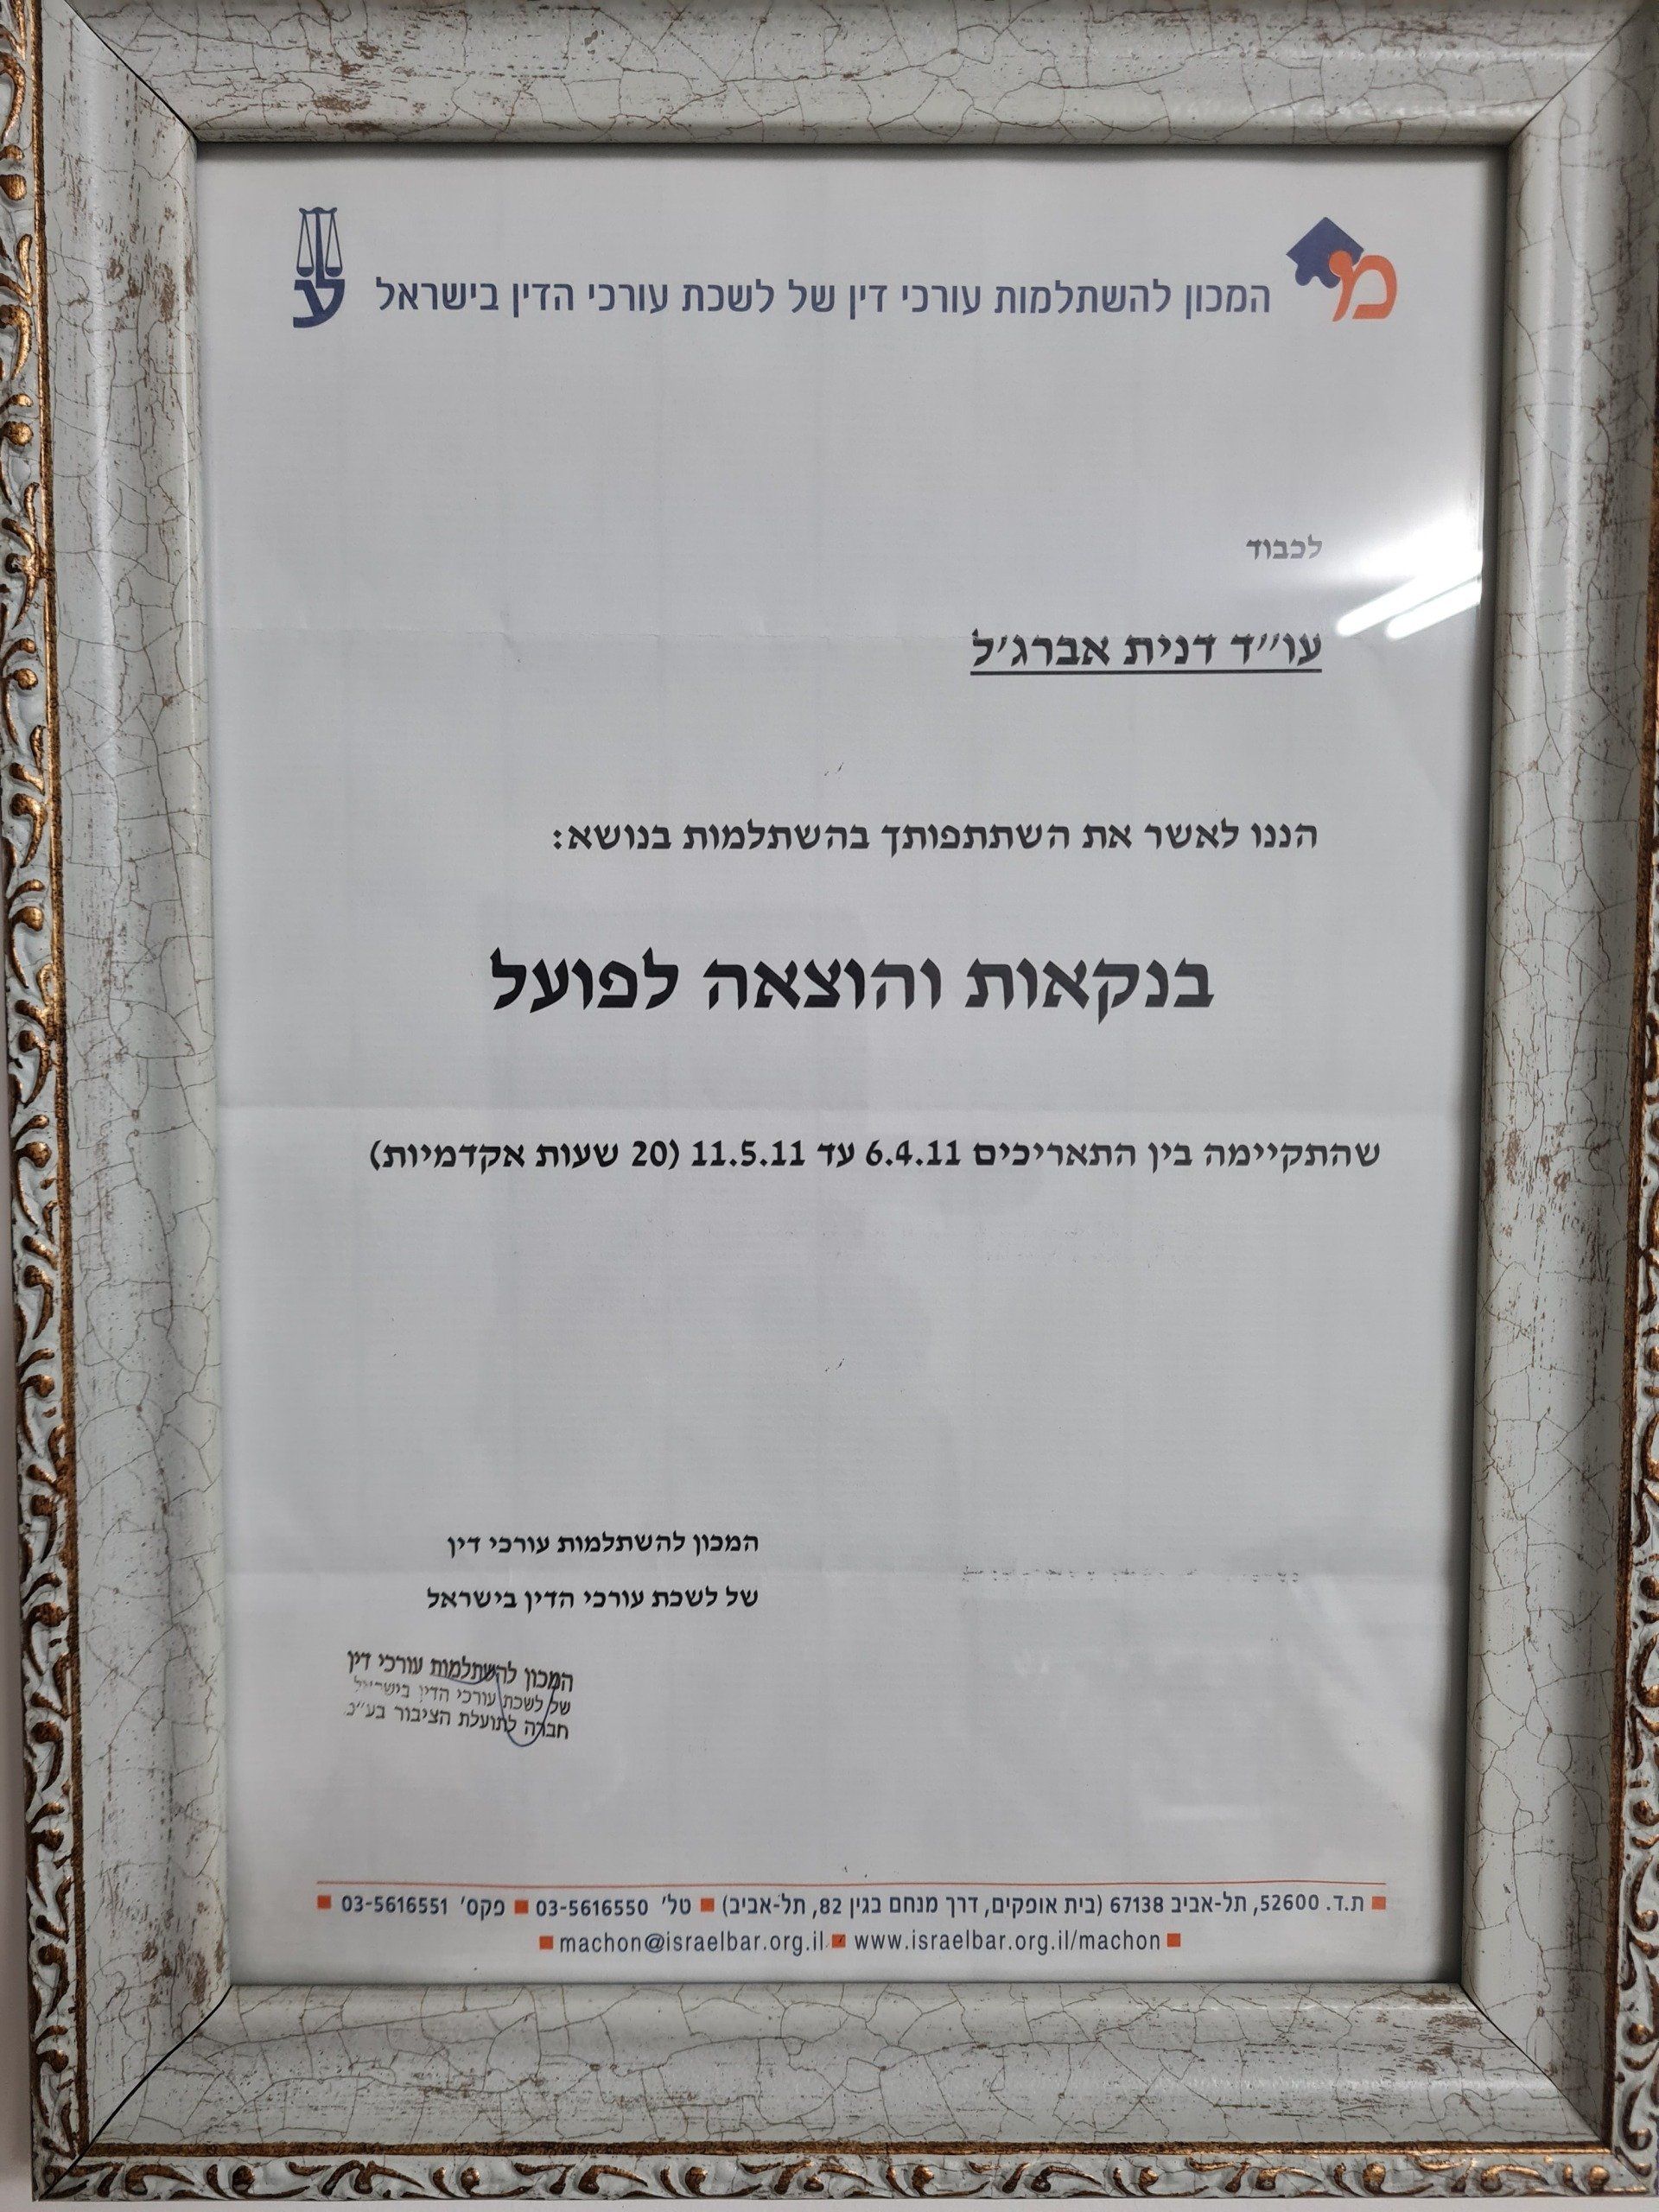 המכון להשתלמות עורכי דין של לשכת עורכי הדין בישראל
לכבוד
עו"ד דנית אברג'ל
הננו לאשר את השתתפותך בהשתלמות בנושא:
בנקאות והוצאה לפועל
שהתקיימה בין התאריכים 6.4.11 עד 11.5.11 (20 שעות אקדמיות)
המכון להשתלמות עורכי דין
של לשכת עורכי הדין בישראל
המכון להשתלמות עורכי דין
של לשכת עורכי הדין בישראל
חברה לתועלת הציבור בע"מ
ת.ד. 52600, תל-אביב 67138 (בית אופקים, דרך מנחם בגין 82, תל-אביב) ■ טל' 03-5616550 ■ פקס' 03-5616551
machon@israelbar.org.il ■ www.israelbar.org.il/machon